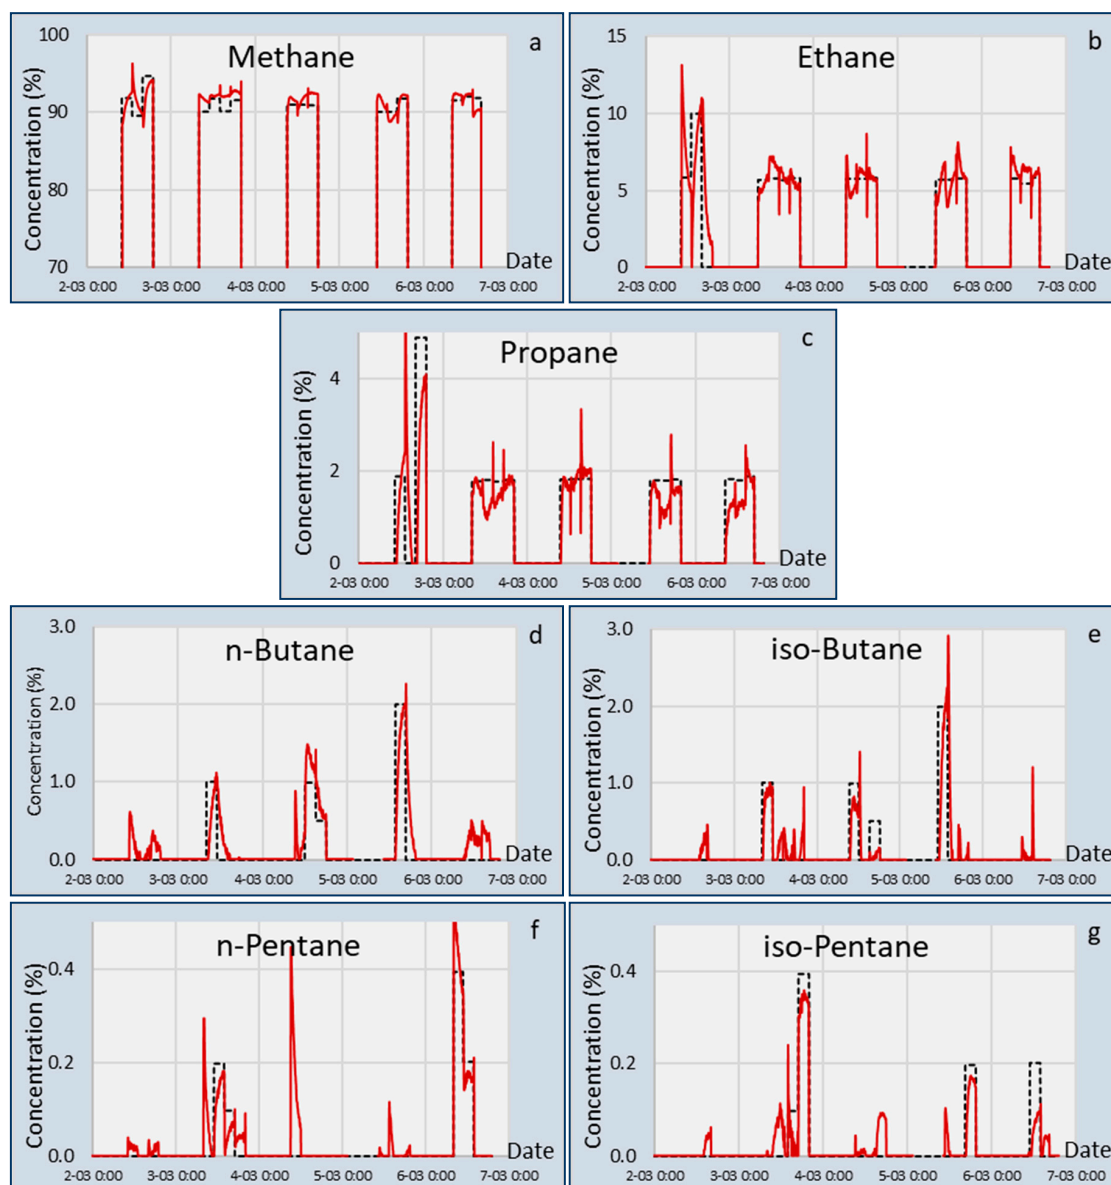 Methane
a
Concentration (%)
100
90
80
70
Date
2-03 0:00 3-03 0:00 4-03 0:00 5-03 0:00 6-03 0:00 7-03 0:00
Ethane
b
Concentration (%)
15
10
5
0
Date
2-03 0:00 3-03 0:00 4-03 0:00 5-03 0:00 6-03 0:00 7-03 0:00
Propane
c
Concentration (%)
4
2
0
Date
2-03 0:00 3-03 0:00 4-03 0:00 5-03 0:00 6-03 0:00 7-03 0:00
n-Butane
d
Concentration (%)
3.0
2.0
1.0
0.0
Date
2-03 0:00 3-03 0:00 4-03 0:00 5-03 0:00 6-03 0:00 7-03 0:00
iso-Butane
e
Concentration (%)
3.0
2.0
1.0
0.0
Date
2-03 0:00 3-03 0:00 4-03 0:00 5-03 0:00 6-03 0:00 7-03 0:00
n-Pentane
f
Concentration (%)
0.4
0.2
0.0
Date
2-03 0:00 3-03 0:00 4-03 0:00 5-03 0:00 6-03 0:00 7-03 0:00
iso-Pentane
g
Concentration (%)
0.4
0.2
0.0
Date
2-03 0:00 3-03 0:00 4-03 0:00 5-03 0:00 6-03 0:00 7-03 0:00